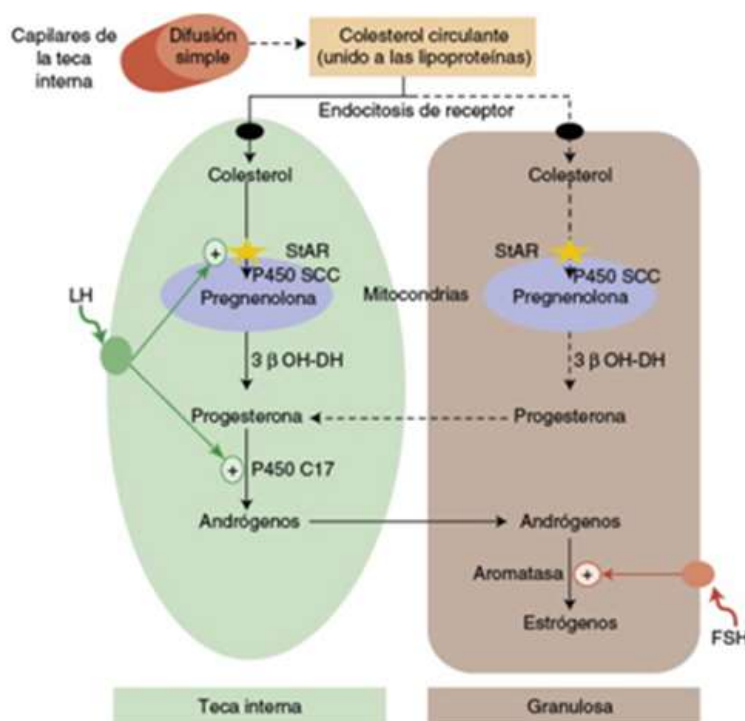 Capilares de
la teca
interna
Difusión
simple
Colesterol circulante
(unido a las lipoproteínas)
Endocitosis de receptor
Colesterol
Colesterol
+
StAR
StAR
P450 SCC
P450 SCC
Pregnenolona
Mitocondrias
Pregnenolona
LH
3 β OH-DH
3 β OH-DH
Progesterona
Progesterona
+
P450 C17
Andrógenos
Andrógenos
Aromatasa
+
Estrógenos
FSH
Teca interna
Granulosa